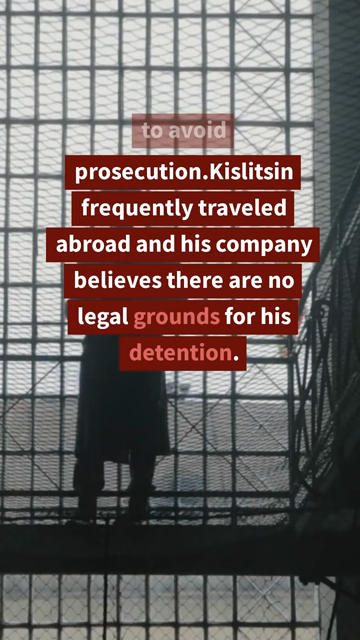 to avoid
prosecution.Kislitsin
frequently traveled
abroad and his company
believes there are no
legal grounds for his
detention.